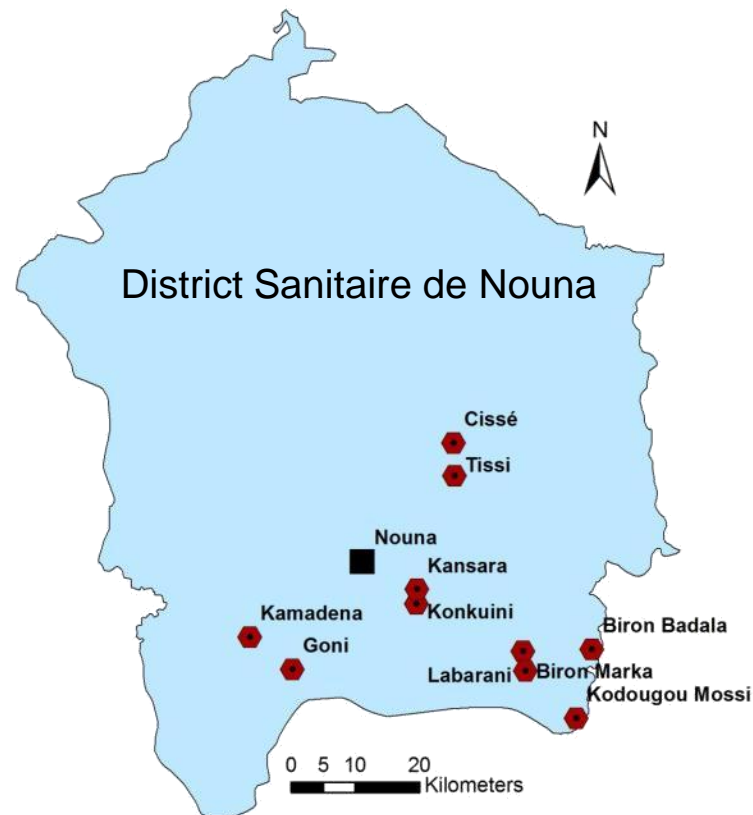 N
District Sanitaire de Nouna
Cissé
Tissi
Nouna
Kansara
Konkuini
Kamadena
Goni
Biron Badala
Labarani
Biron Marka
Kodougou Mossi
0 5 10 20
Kilometers